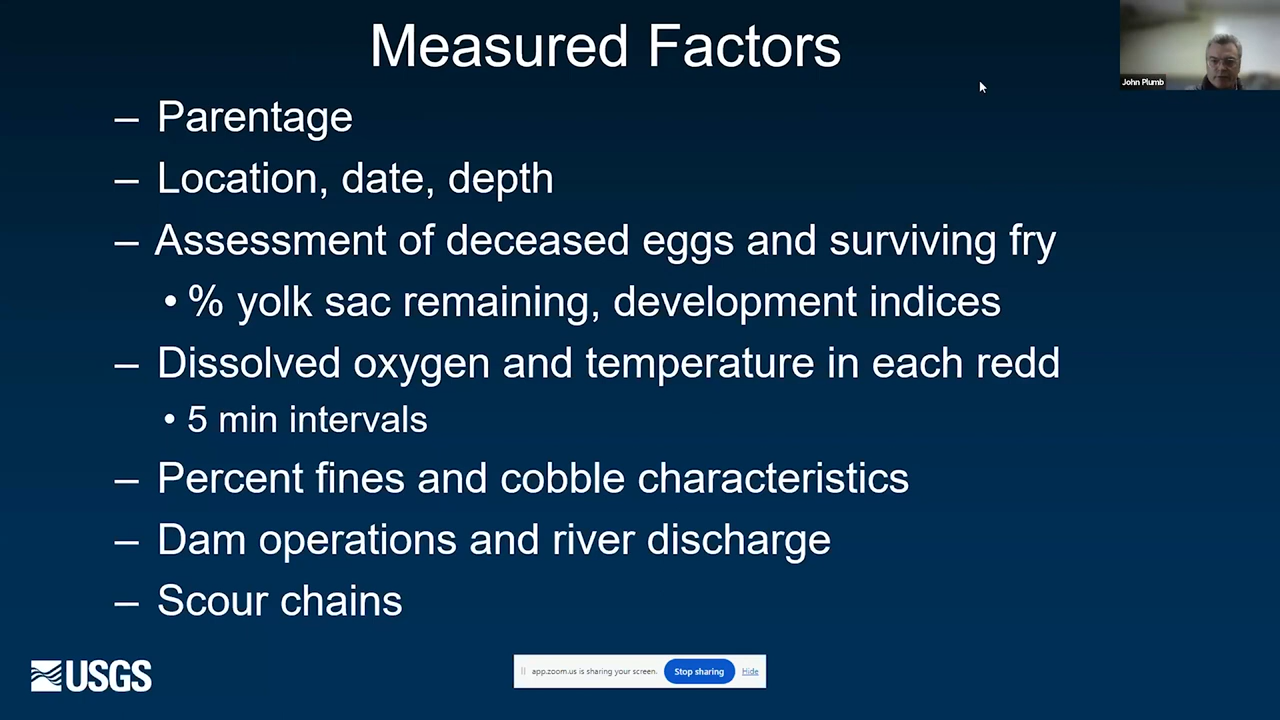 Measured Factors
John Plumb
– Parentage
– Location, date, depth
– Assessment of deceased eggs and surviving fry
• % yolk sac remaining, development indices
– Dissolved oxygen and temperature in each redd
• 5 min intervals
– Percent fines and cobble characteristics
– Dam operations and river discharge
– Scour chains
USGS
app.zoom.us is sharing your screen. Stop sharing Hide